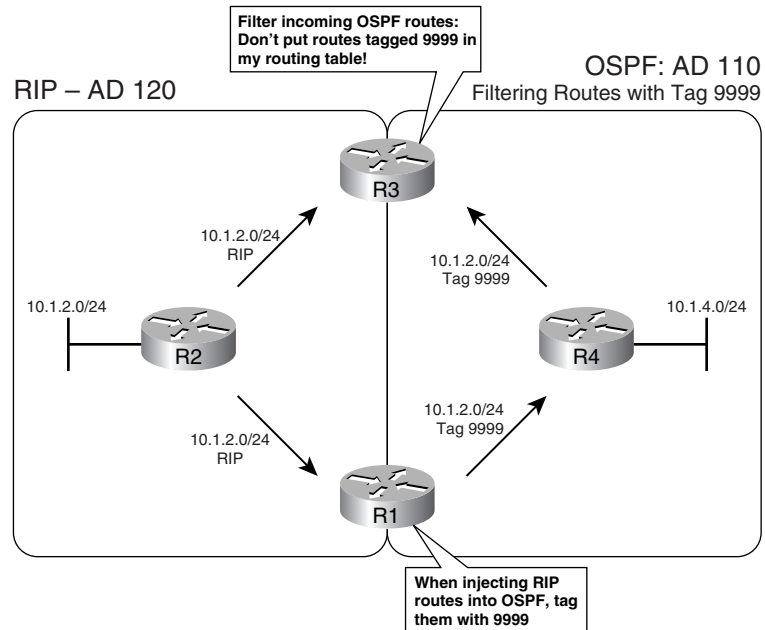 Filter incoming OSPF routes:
Don't put routes tagged 9999 in
my routing table!
RIP – AD 120
OSPF: AD 110
Filtering Routes with Tag 9999
R3
10.1.2.0/24
RIP
10.1.2.0/24
Tag 9999
10.1.2.0/24
R2
R4
10.1.4.0/24
10.1.2.0/24
RIP
10.1.2.0/24
Tag 9999
R1
When injecting RIP
routes into OSPF, tag
them with 9999